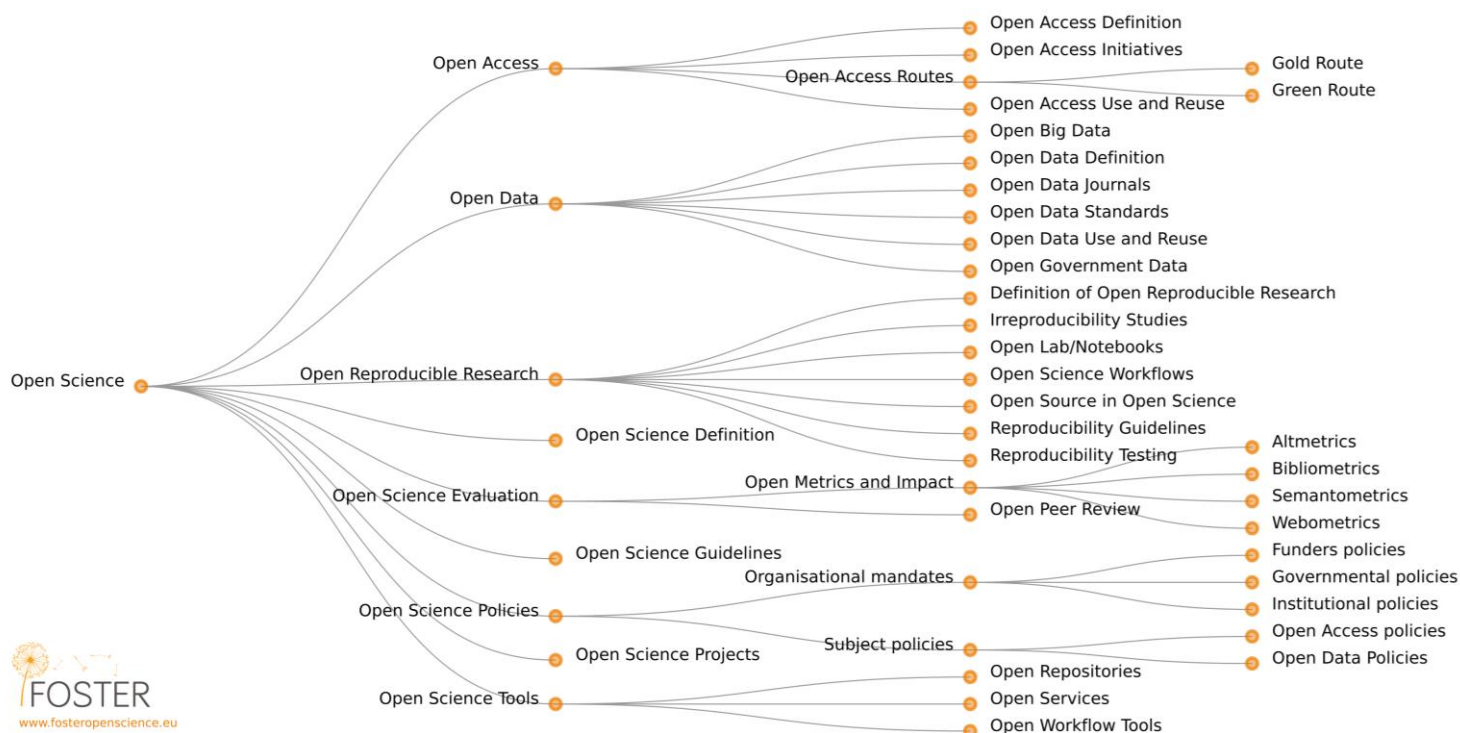 Open Science
Open Access
Open Access Definition
Open Access Initiatives
Open Access Routes
Gold Route
Green Route
Open Access Use and Reuse
Open Data
Open Big Data
Open Data Definition
Open Data Journals
Open Data Standards
Open Data Use and Reuse
Open Government Data
Open Reproducible Research
Definition of Open Reproducible Research
Irreproducibility Studies
Open Lab/Notebooks
Open Science Workflows
Open Source in Open Science
Reproducibility Guidelines
Reproducibility Testing
Open Science Definition
Open Science Evaluation
Open Metrics and Impact
Altmetrics
Bibliometrics
Semantometrics
Webometrics
Open Peer Review
Open Science Guidelines
Open Science Policies
Organisational mandates
Funders policies
Governmental policies
Institutional policies
Subject policies
Open Access policies
Open Data Policies
Open Science Projects
Open Science Tools
Open Repositories
Open Services
Open Workflow Tools
FOSTER
www.fosteropenscience.eu